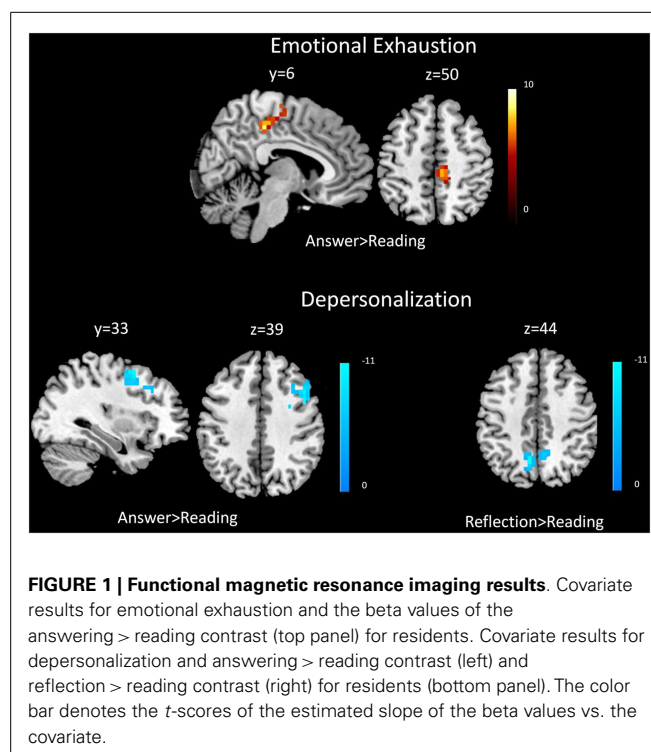 Emotional Exhaustion
y=6
z=50
10
0
Answer>Reading
Depersonalization
y=33
z=39
z=44
-11
-11
0
0
Answer>Reading
Reflection>Reading
FIGURE 1 | Functional magnetic resonance imaging results. Covariate
results for emotional exhaustion and the beta values of the
answering > reading contrast (top panel) for residents. Covariate results for
depersonalization and answering > reading contrast (left) and
reflection > reading contrast (right) for residents (bottom panel). The color
bar denotes the t-scores of the estimated slope of the beta values vs. the
covariate.